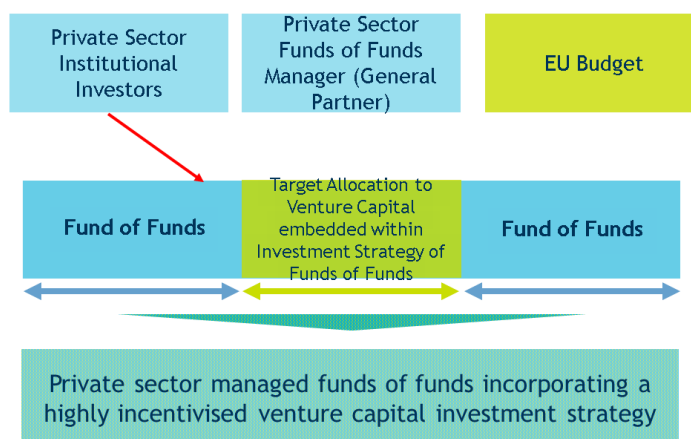 Private Sector
Institutional
Investors
Private Sector
Funds of Funds
Manager (General
Partner)
EU Budget
Fund of Funds
Target Allocation to
Venture Capital
embedded within
Investment Strategy of
Funds of Funds
Fund of Funds
Private sector managed funds of funds incorporating a
highly incentivised venture capital investment strategy